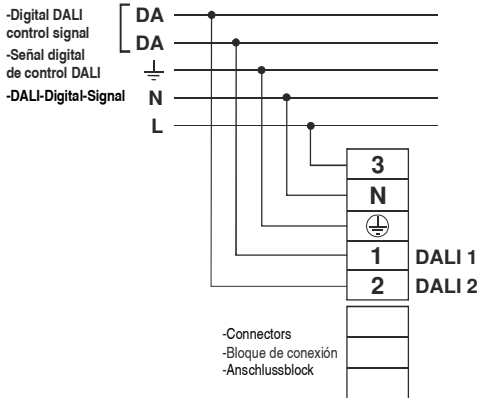 -Digital DALI
control signal
-Señal digital
de control DALI
-DALI-Digital-Signal
DA
DA
N
L
3
N
1 DALI 1
2 DALI 2
-Connectors
-Bloque de conexión
-Anschlussblock